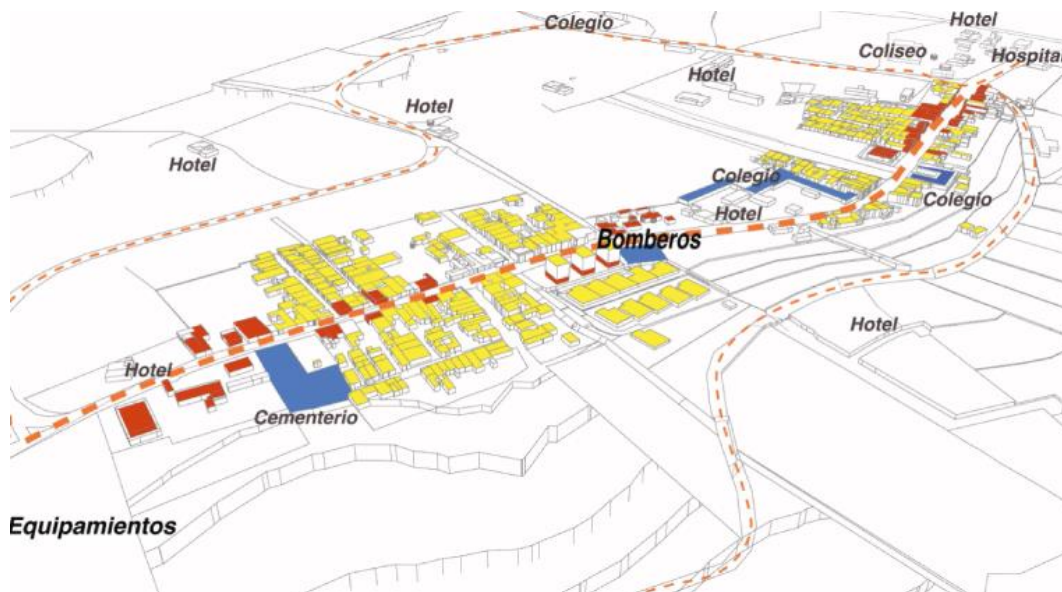 Hotel
Colegio
Coliseo
Hospital
Hotel
Hotel
Hotel
Colegio
Colegio
Hotel
Bomberos
Hotel
Hotel
Cementerio
Equipamientos